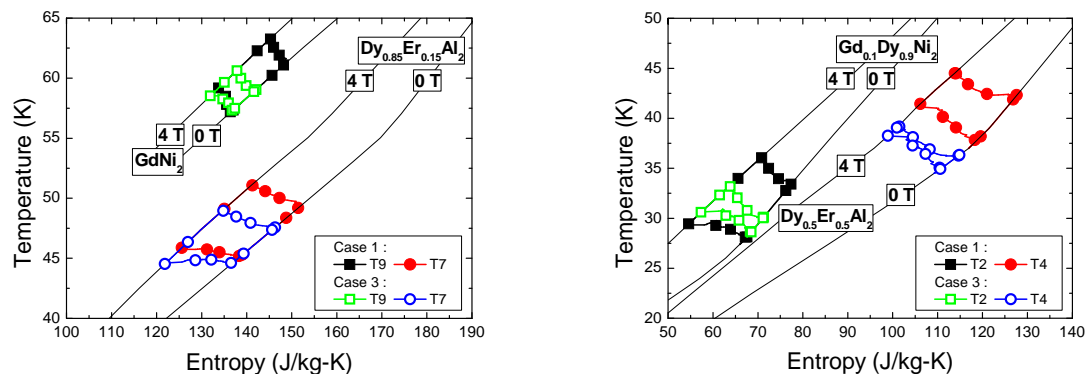 65
60
55
50
45
40
Temperature (K)
100 110 120 130 140 150 160 170 180 190
Entropy (J/kg-K)
Dy0.85Er0.15Al2
4 T
0 T
4 T
0 T
GdNi2
Case 1 :
T9 T7
Case 3 :
T9 T7
50
45
40
35
30
25
20
Temperature (K)
50 60 70 80 90 100 110 120 130 140
Entropy (J/kg-K)
Gd0.1Dy0.9Ni2
4 T
0 T
4 T
0 T
Dy0.5Er0.5Al2
Case 1 :
T2 T4
Case 3 :
T2 T4